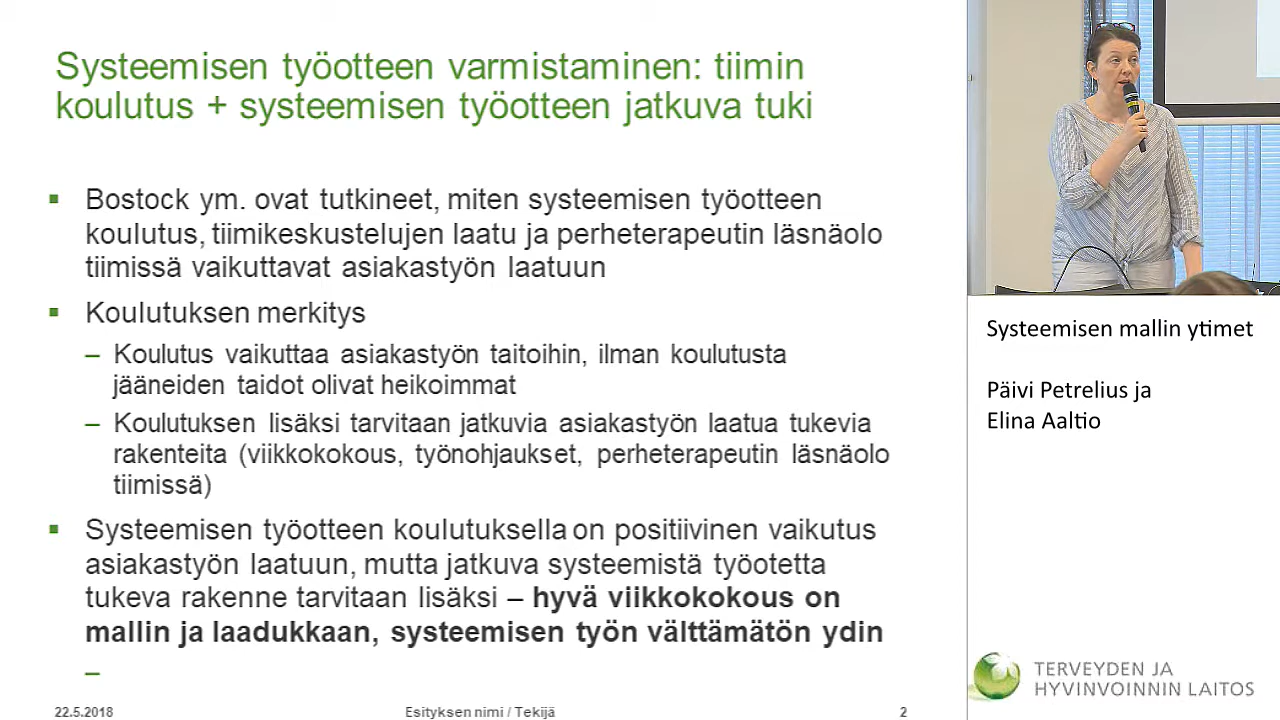 Systeemisen työotteen varmistaminen: tiimin
koulutus + systeemisen työotteen jatkuva tuki
▪ Bostock ym. ovat tutkineet, miten systeemisen työotteen
koulutus, tiimikeskustelujen laatu ja perheterapeutin läsnäolo
tiimissä vaikuttavat asiakastyön laatuun
▪ Koulutuksen merkitys
– Koulutus vaikuttaa asiakastyön taitoihin, ilman koulutusta
jääneiden taidot olivat heikoimmat
– Koulutuksen lisäksi tarvitaan jatkuvia asiakastyön laatua tukevia
rakenteita (viikkokokous, työnohjaukset, perheterapeutin läsnäolo
tiimissä)
▪ Systeemisen työotteen koulutuksella on positiivinen vaikutus
asiakastyön laatuun, mutta jatkuva systeemistä työotetta
tukeva rakenne tarvitaan lisäksi – hyvä viikkokokous on
mallin ja laadukkaan, systeemisen työn välttämätön ydin
–
22.5.2018
Esityksen nimi / Tekijä
2
Systeemisen mallin ytimet
Päivi Petrelius ja
Elina Aaltio
TERVEYDEN JA
HYVINVOINNIN LAITOS